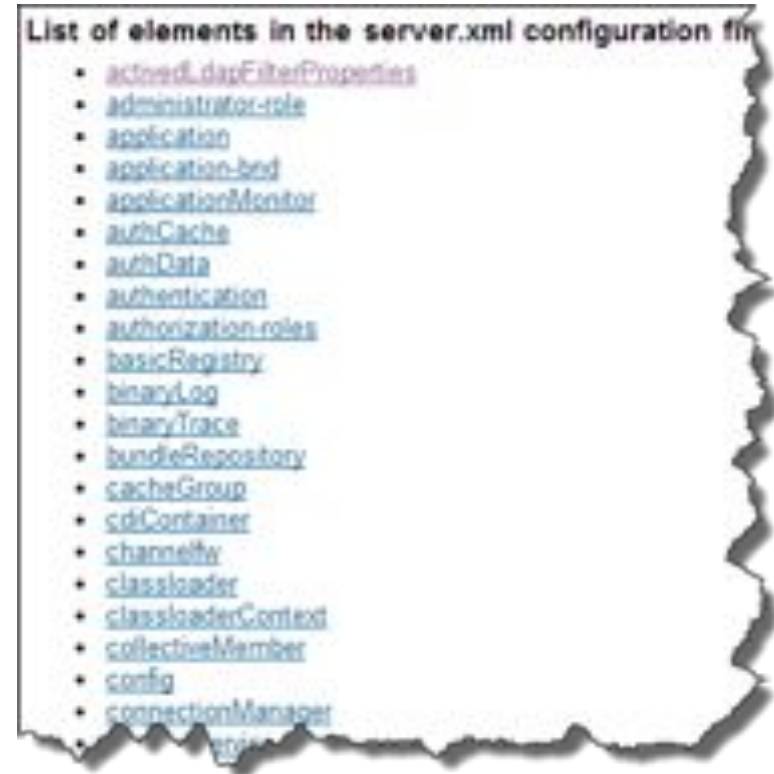 List of elements in the server.xml configuration
activedLdapFilterProperties
administrator-role
application
application-bnd
applicationMonitor
authCache
authData
authentication
authorization-roles
basicRegistry
binaryLog
binaryTrace
bundleRepository
cacheGroup
cdiContainer
channelfw
classloader
classloaderContext
collectiveMember
config
connectionManager